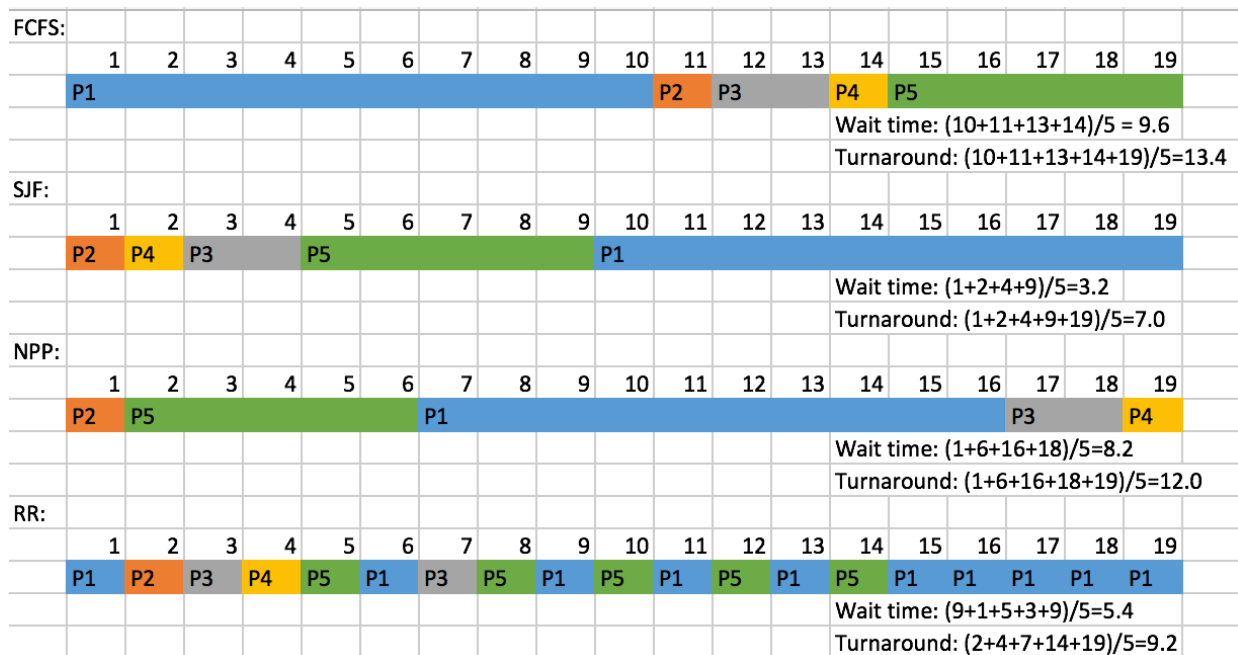 FCFS:
1 2 3 4 5 6 7 8 9 10 11 12 13 14 15 16 17 18 19
P1 P2 P3 P4 P5
Wait time: (10+11+13+14)/5 = 9.6
Turnaround: (10+11+13+14+19)/5=13.4
SJF:
1 2 3 4 5 6 7 8 9 10 11 12 13 14 15 16 17 18 19
P2 P4 P3 P5 P1
Wait time: (1+2+4+9)/5=3.2
Turnaround: (1+2+4+9+19)/5=7.0
NPP:
1 2 3 4 5 6 7 8 9 10 11 12 13 14 15 16 17 18 19
P2 P5 P1 P3 P4
Wait time: (1+6+16+18)/5=8.2
Turnaround: (1+6+16+18+19)/5=12.0
RR:
1 2 3 4 5 6 7 8 9 10 11 12 13 14 15 16 17 18 19
P1 P2 P3 P4 P5 P1 P3 P5 P1 P5 P1 P5 P1 P5 P1 P1 P1 P1 P1
Wait time: (9+1+5+3+9)/5=5.4
Turnaround: (2+4+7+14+19)/5=9.2